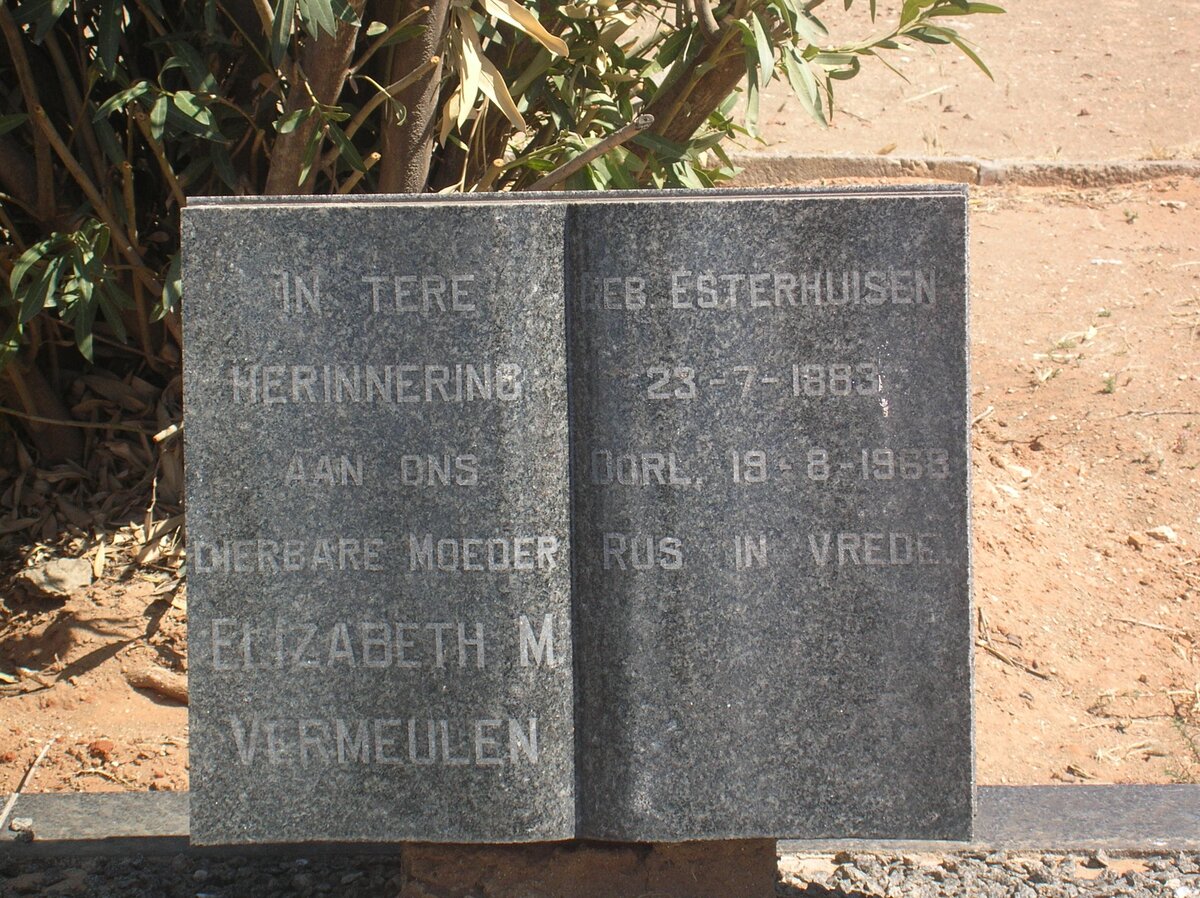 IN TERE
HERINNERING
AAN ONS
DIERBARE MOEDER
ELIZABETH M
VERMEULEN
GEB ESTERHUISEN
23-7-1883
OORL. 19-8-1968
RUS IN VREDE.